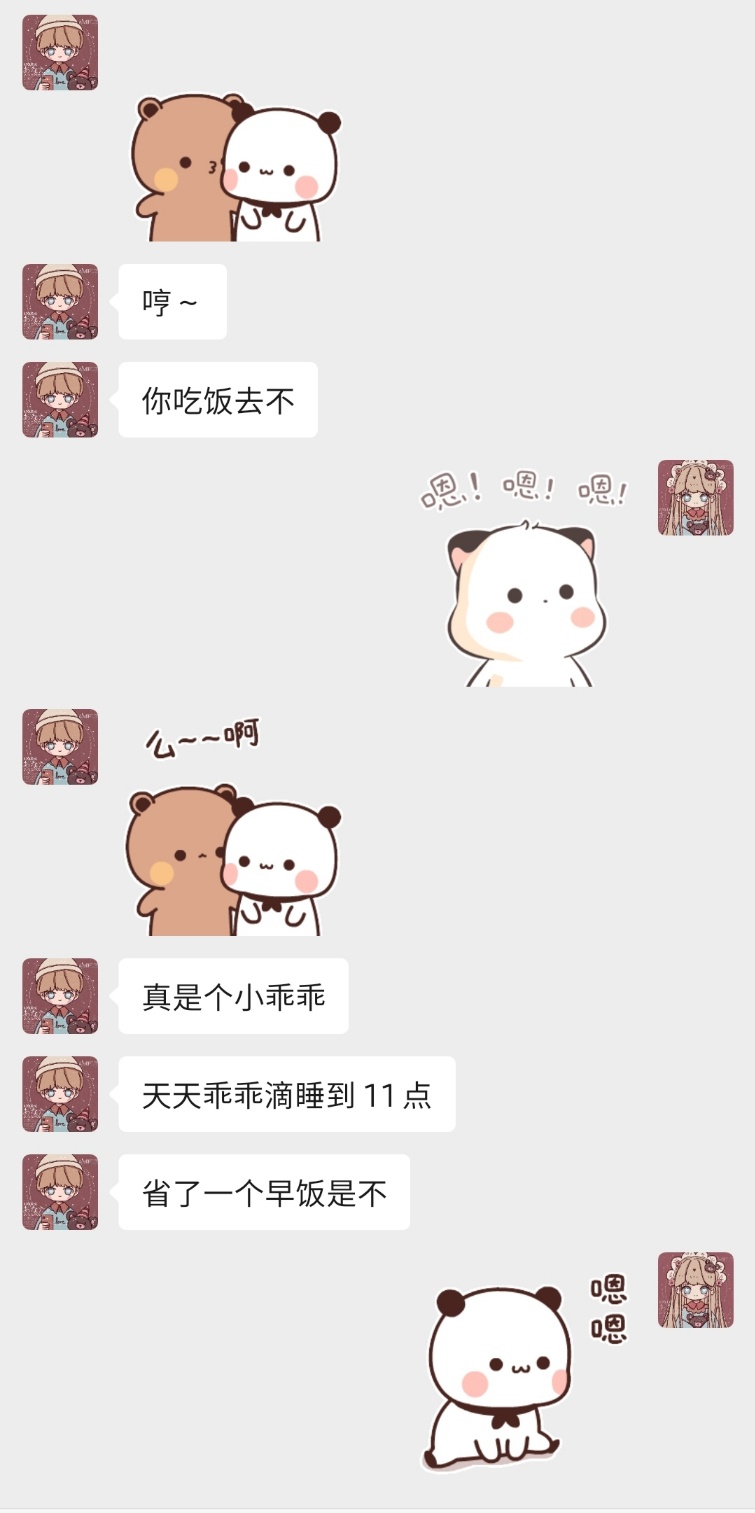 哼～
你吃饭去不
嗯！嗯！嗯！
么~~啊
真是个小乖乖
天天乖乖滴睡到 11 点
省了一个早饭是不
嗯
嗯